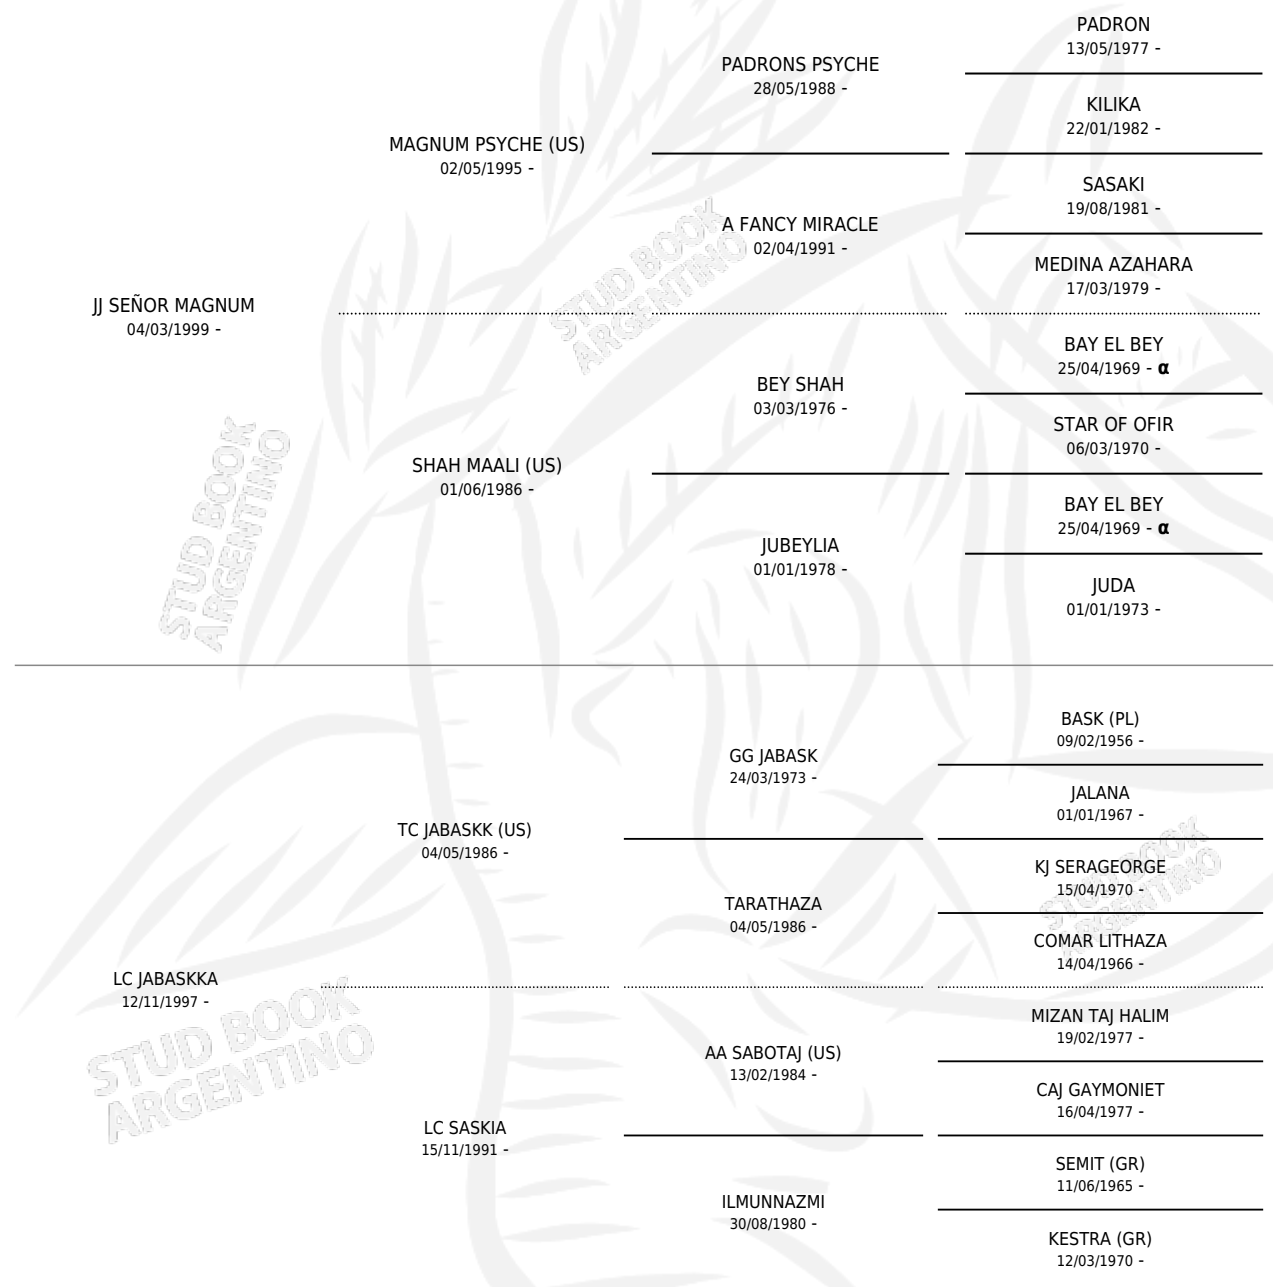 PADRON
13/05/1977 -
PADRONS PSYCHE
28/05/1988 -
KILIKA
22/01/1982 -
MAGNUM PSYCHE (US)
02/05/1995 -
SASAKI
19/08/1981 -
A FANCY MIRACLE
02/04/1991 -
MEDINA AZAHARA
17/03/1979 -
JJ SEÑOR MAGNUM
04/03/1999 -
BAY EL BEY
25/04/1969 - α
BEY SHAH
03/03/1976 -
STAR OF OFIR
06/03/1970 -
SHAH MAALI (US)
01/06/1986 -
BAY EL BEY
25/04/1969 - α
JUBEYLIA
01/01/1978 -
JUDA
01/01/1973 -
BASK (PL)
09/02/1956 -
GG JABASK
24/03/1973 -
JALANA
01/01/1967 -
TC JABASKK (US)
04/05/1986 -
KJ SERAGEORGE
15/04/1970 -
TARATHAZA
04/05/1986 -
COMAR LITHAZA
14/04/1966 -
LC JABASKKA
12/11/1997 -
MIZAN TAJ HALIM
19/02/1977 -
AA SABOTAJ (US)
13/02/1984 -
CAJ GAYMONIET
16/04/1977 -
LC SASKIA
15/11/1991 -
SEMIT (GR)
11/06/1965 -
ILMUNNAZMI
30/08/1980 -
KESTRA (GR)
12/03/1970 -
STUD BOOK
ARGENTINO
STUD BOOK
ARGENTINO
STUD BOOK
ARGENTINO
STUD BOOK
ARGENTINO